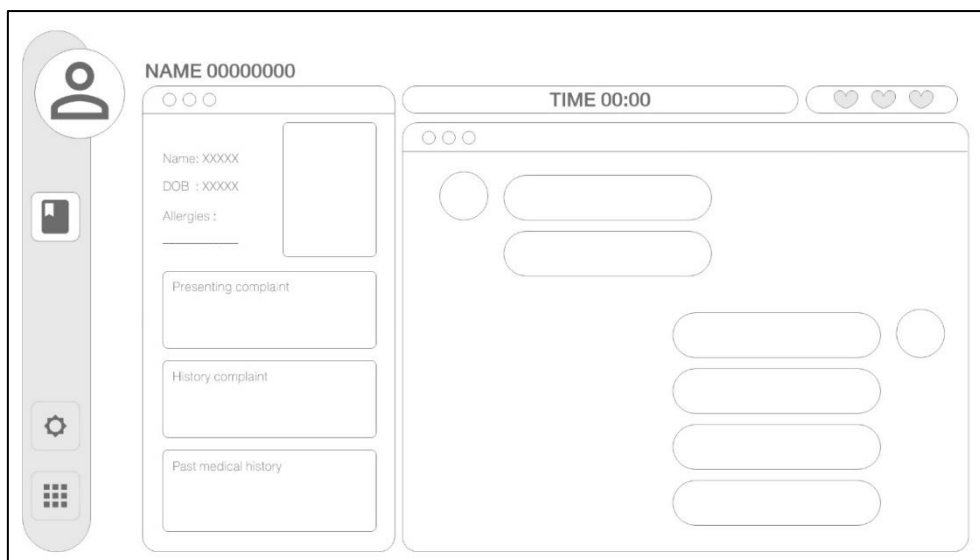 NAME 00000000
TIME 00:00
Name: XXXXX
DOB : XXXXX
Allergies :
Presenting complaint
History complaint
Past medical history